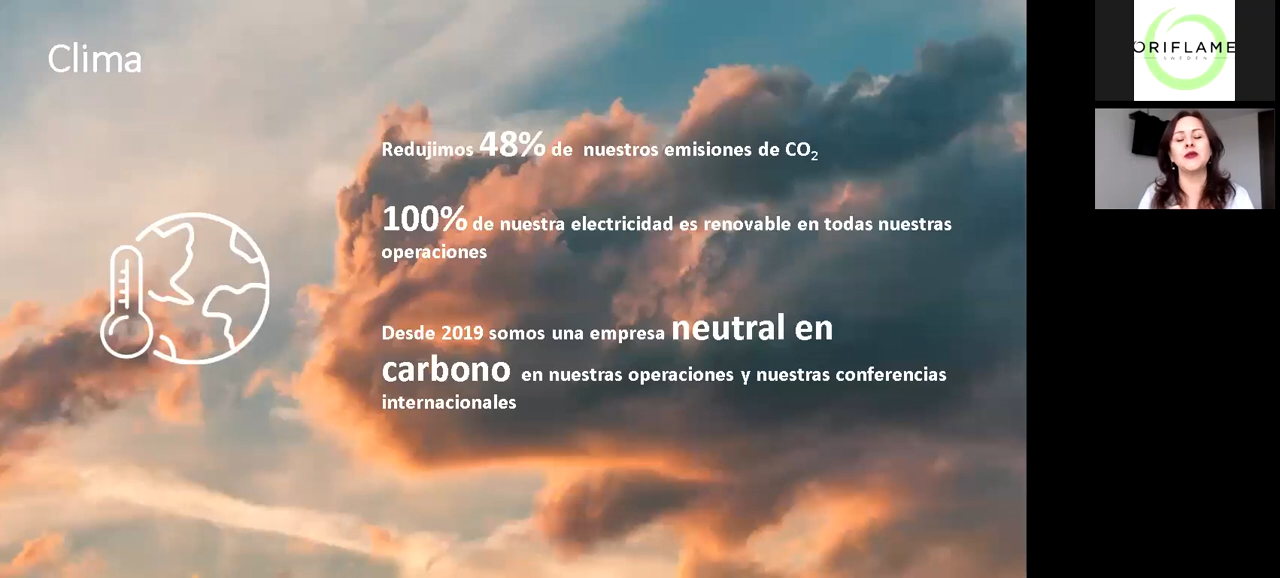 Clima
Redujimos 48% de nuestros emisiones de CO₂
100% de nuestra electricidad es renovable en todas nuestras
operaciones
Desde 2019 somos una empresa neutral en
carbono en nuestras operaciones y nuestras conferencias
internacionales
ORIFLAME
SWEDEN